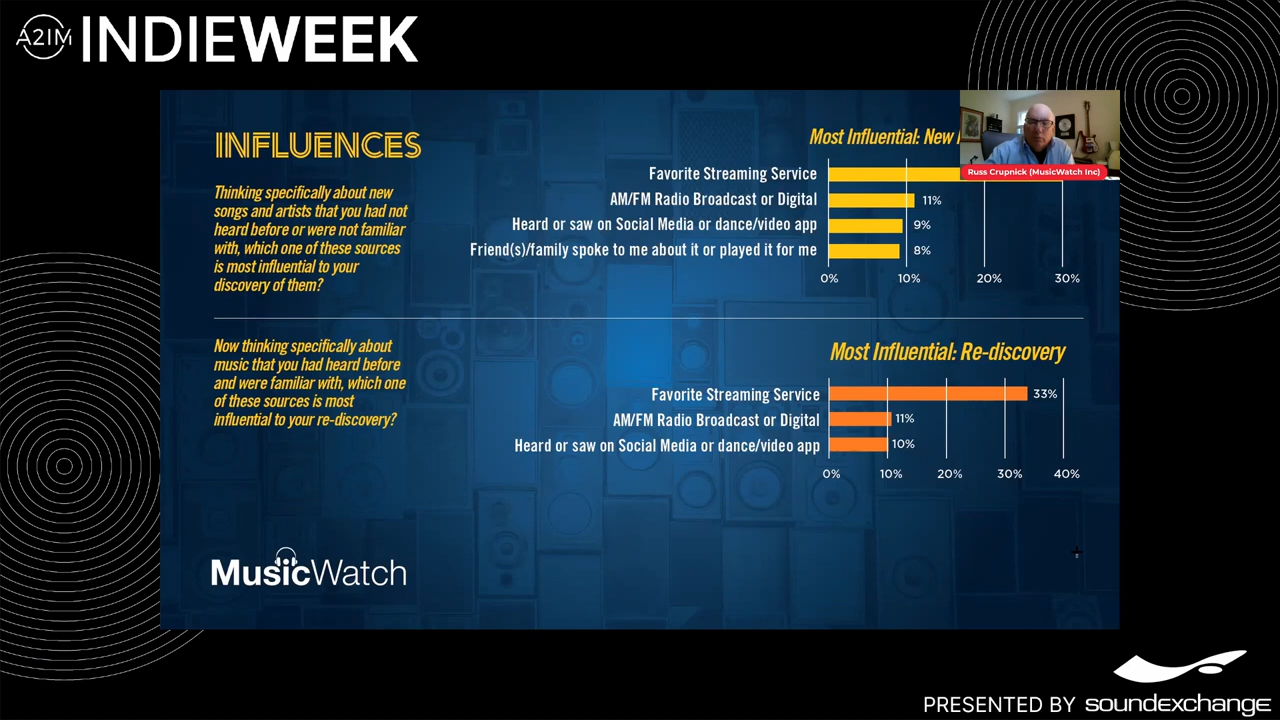 A2IM INDIEWEEK
INFLUENCES
Thinking specifically about new
songs and artists that you had not
heard before or were not familiar
with, which one of these sources
is most influential to your
discovery of them?
Most Influential: New
Russ Crupnick (MusicWatch Inc)
Favorite Streaming Service
AM/FM Radio Broadcast or Digital 11%
Heard or saw on Social Media or dance/video app 9%
Friend(s)/family spoke to me about it or played it for me 8%
0% 10% 20% 30%
Now thinking specifically about
music that you had heard before
and were familiar with, which one
of these sources is most
influential to your re-discovery?
Most Influential: Re-discovery
Favorite Streaming Service 33%
AM/FM Radio Broadcast or Digital 11%
Heard or saw on Social Media or dance/video app 10%
0% 10% 20% 30% 40%
MusicWatch
PRESENTED BY soundexchange